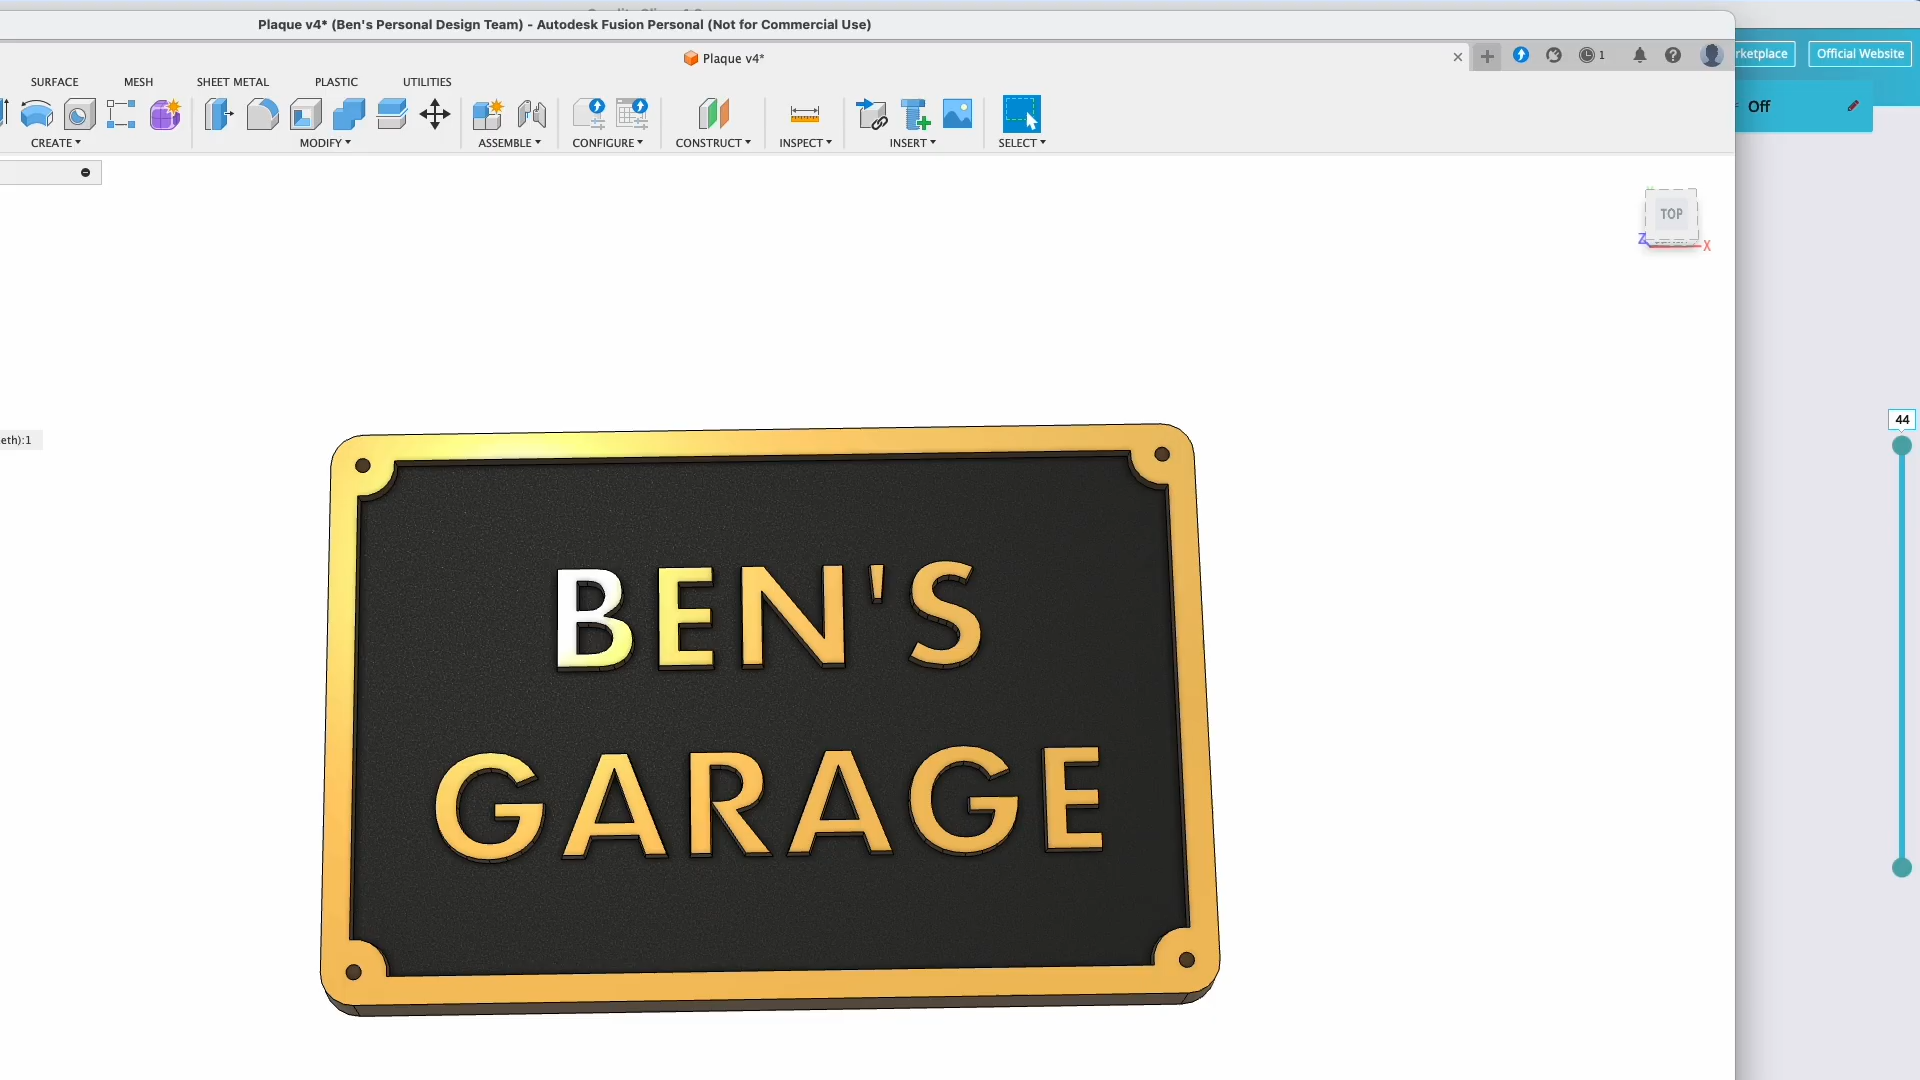 Plaque v4* (Ben's Personal Design Team) - Autodesk Fusion Personal (Not for Commercial Use)
Plaque v4*
1
rketplace
Official Website
SURFACE
MESH
SHEET METAL
PLASTIC
UTILITIES
Off
CREATE
MODIFY
ASSEMBLE
CONFIGURE
CONSTRUCT
INSPECT
INSERT
SELECT
TOP
Z
X
44
eth):1
BEN'S
GARAGE